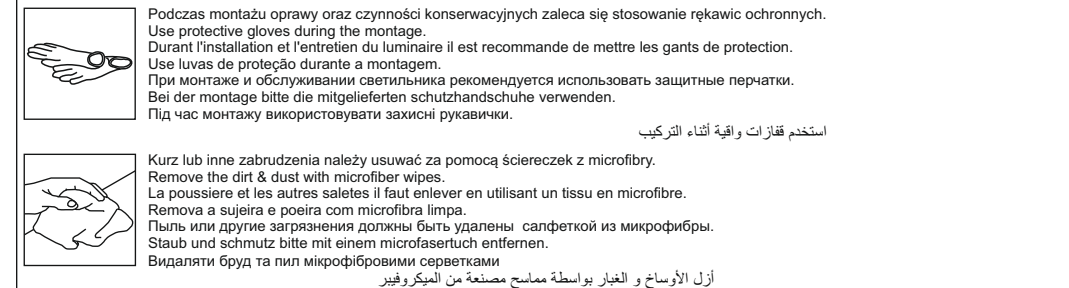 Podczas montażu oprawy oraz czynności konserwacyjnych zaleca się stosowanie rękawic ochronnych.
Use protective gloves during the montage.
Durant l'installation et l'entretien du luminaire il est recommande de mettre les gants de protection.
Use luvas de proteção durante a montagem.
При монтаже и обслуживании светильника рекомендуется использовать защитные перчатки.
Bei der montage bitte die mitgelieferten schutzhandschuhe verwenden.
Під час монтажу використовувати захисні рукавички.
استخدم قفازات واقية أثناء التركيب
Kurz lub inne zabrudzenia należy usuwać za pomocą ściereczek z microfibry.
Remove the dirt & dust with microfiber wipes.
La poussiere et les autres saletes il faut enlever en utilisant un tissu en microfibre.
Remova a sujeira e poeira com microfibra limpa.
Пыль или другие загрязнения должны быть удалены салфеткой из микрофибры.
Staub und schmutz bitte mit einem microfasertuch entfernen.
Видаляти бруд та пил мікрофібровими серветками
أزل الأوساخ و الغبار بواسطة مماسح مصنعة من الميكروفيبر